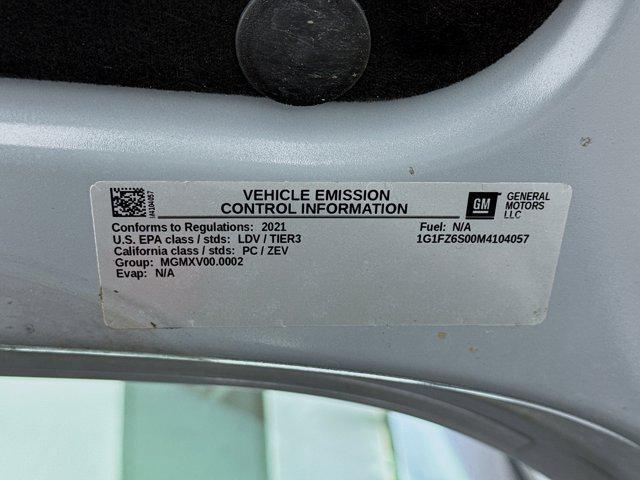 VEHICLE EMISSION
CONTROL INFORMATION
GM
GENERAL
MOTORS
LLC
M4104057
Conforms to Regulations: 2021
U.S. EPA class / stds: LDV / TIER3
California class / stds: PC / ZEV
Group: MGMXV00.0002
Evap: N/A
Fuel: N/A
1G1FZ6S00M4104057